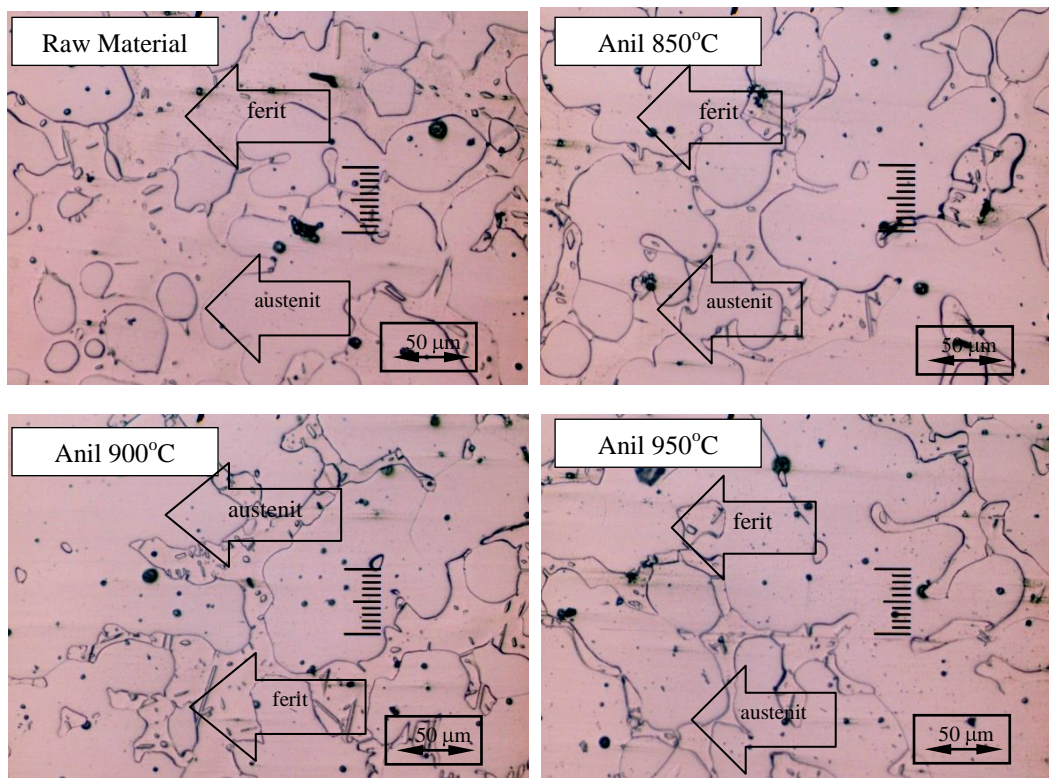 Raw Material
ferit
austenit
50 μm
Anil 850°C
ferit
austenit
50 μm
Anil 900°C
austenit
ferit
50 μm
Anil 950°C
ferit
austenit
50 μm